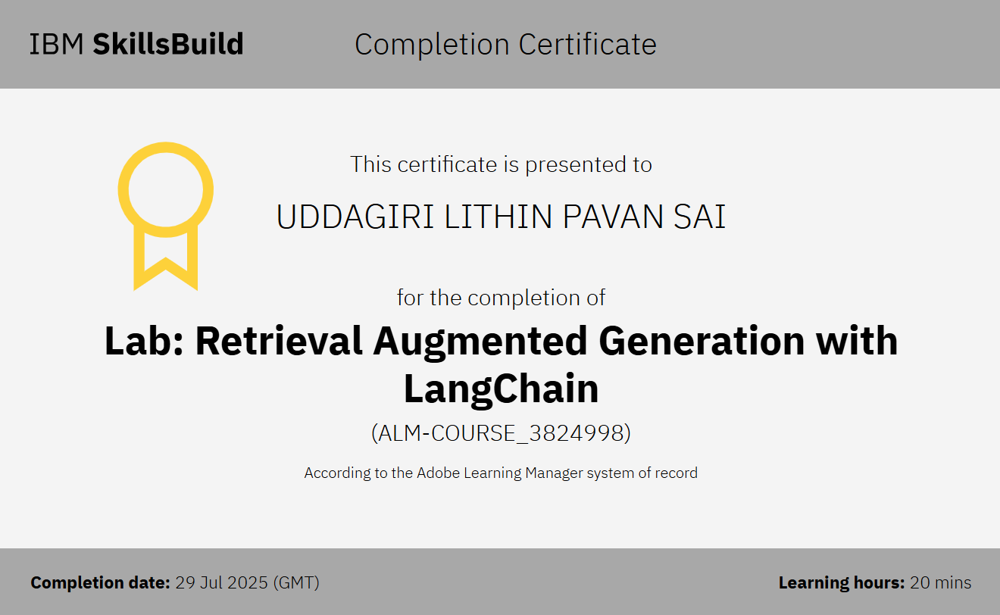 IBM SkillsBuild
Completion Certificate
This certificate is presented to
UDDAGIRI LITHIN PAVAN SAI
for the completion of
Lab: Retrieval Augmented Generation with
LangChain
(ALM-COURSE_3824998)
According to the Adobe Learning Manager system of record
Completion date: 29 Jul 2025 (GMT)
Learning hours: 20 mins